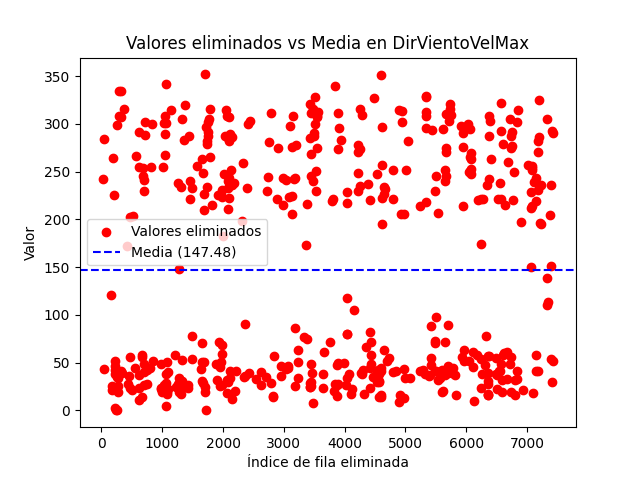 Valores eliminados vs Media en DirVientoVelMax
Valor
350
300
250
200
150
100
50
0
Valores eliminados
Media (147.48)
0 1000 2000 3000 4000 5000 6000 7000
Índice de fila eliminada